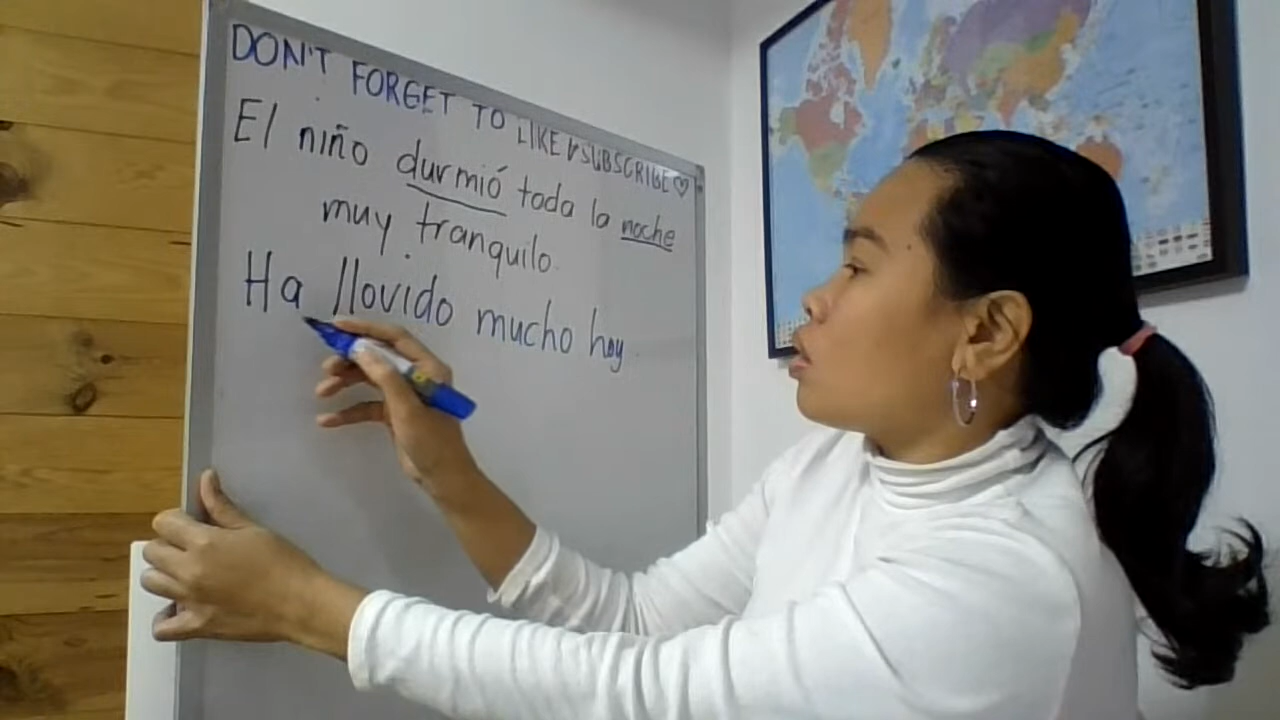 DON'T FORGET TO LIKE & SUBSCRIBE ♡
El niño durmió toda la noche
muy tranquilo.
Ha llovido mucho hoy.